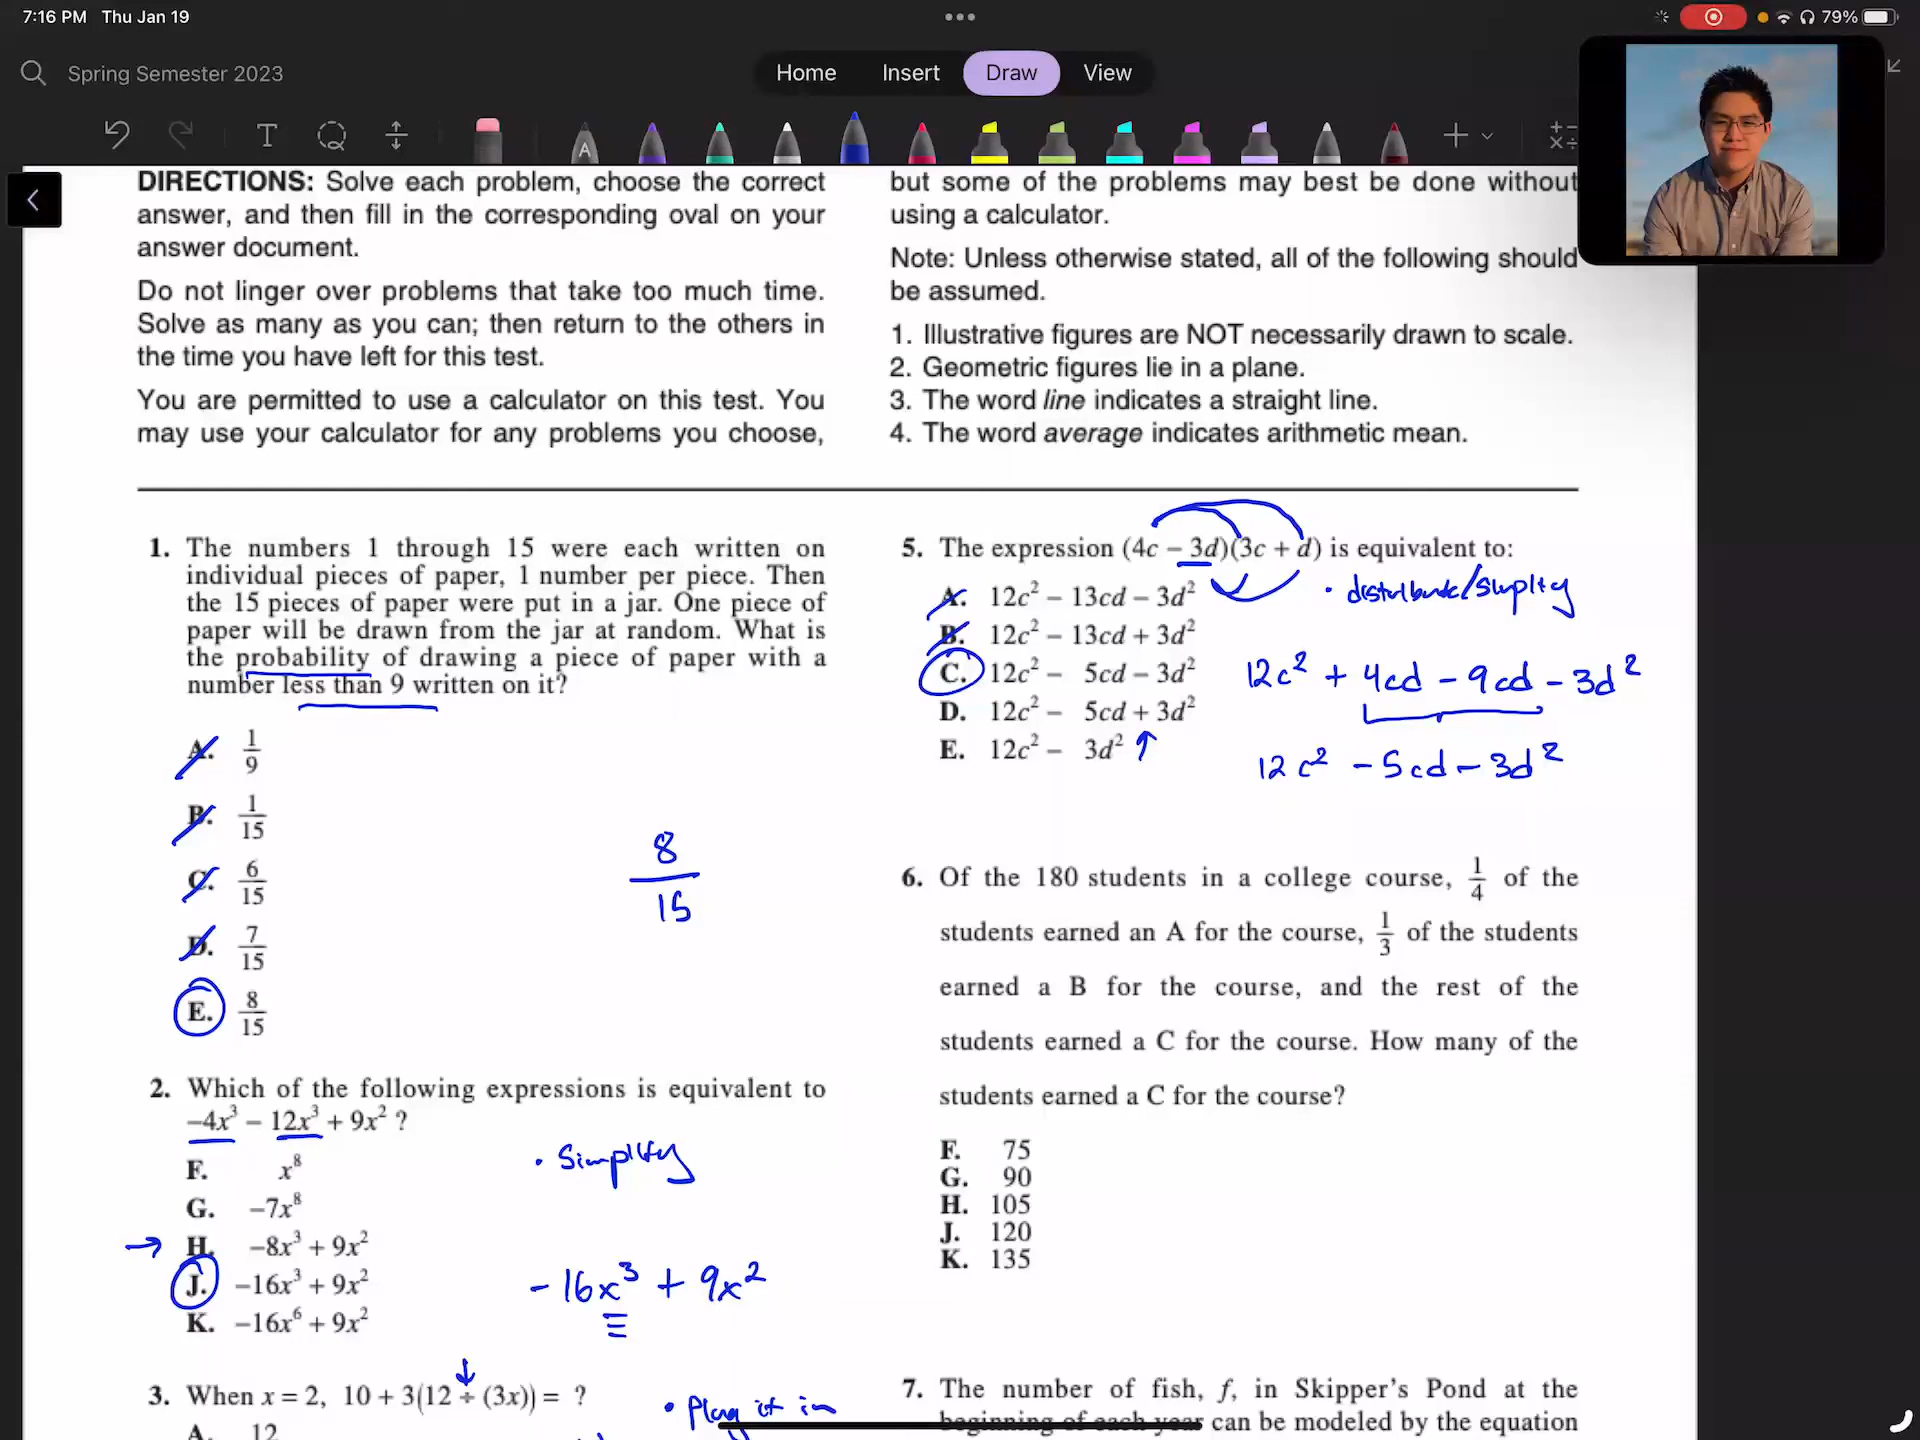 7:16 PM Thu Jan 19
79%
Spring Semester 2023
Home Insert Draw View
DIRECTIONS: Solve each problem, choose the correct
answer, and then fill in the corresponding oval on your
answer document.
Do not linger over problems that take too much time.
Solve as many as you can; then return to the others in
the time you have left for this test.
You are permitted to use a calculator on this test. You
may use your calculator for any problems you choose,
but some of the problems may best be done without
using a calculator.
Note: Unless otherwise stated, all of the following should
be assumed.
1. Illustrative figures are NOT necessarily drawn to scale.
2. Geometric figures lie in a plane.
3. The word line indicates a straight line.
4. The word average indicates arithmetic mean.
1. The numbers 1 through 15 were each written on
individual pieces of paper, 1 number per piece. Then
the 15 pieces of paper were put in a jar. One piece of
paper will be drawn from the jar at random. What is
the probability of drawing a piece of paper with a
number less than 9 written on it?
A. 1/9
B. 1/15
C. 6/15
D. 7/15
E. 8/15
8/15
2. Which of the following expressions is equivalent to
−4x³ − 12x³ + 9x² ?
F. x⁸
G. −7x⁸
H. −8x³ + 9x²
J. −16x³ + 9x²
K. −16x⁶ + 9x²
• Simplify
-16x³ + 9x²
3. When x = 2, 10 + 3(12 ÷ (3x)) = ?
A. 12
• Plug it in
5. The expression (4c − 3d)(3c + d) is equivalent to:
A. 12c² − 13cd − 3d²
B. 12c² − 13cd + 3d²
C. 12c² − 5cd − 3d²
D. 12c² − 5cd + 3d²
E. 12c² − 3d²
12c² + 4cd − 9cd − 3d²
12c² − 5cd − 3d²
6. Of the 180 students in a college course, 1/4 of the
students earned an A for the course, 1/3 of the students
earned a B for the course, and the rest of the
students earned a C for the course. How many of the
students earned a C for the course?
F. 75
G. 90
H. 105
J. 120
K. 135
7. The number of fish, f, in Skipper's Pond at the
beginning of each year can be modeled by the equation